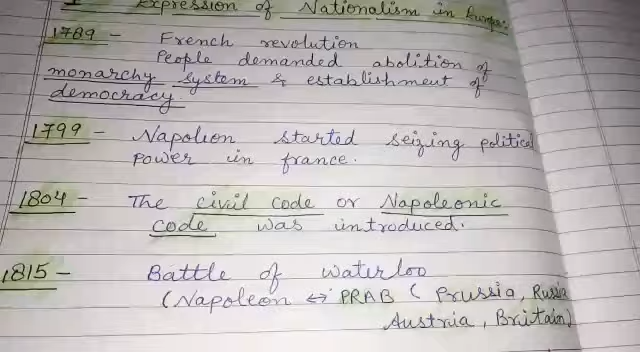 Expression of Nationalism in Europe:
1789 - French revolution
People demanded abolition of
monarchy system & establishment of
democracy
1799 - Napolion started seizing political
power in france.
1804 - The civil code or Napoleonic
code was introduced.
1815 - Battle of waterloo
(Napoleon ↔ PRAB ( Prussia, Russia
Austria, Britain)